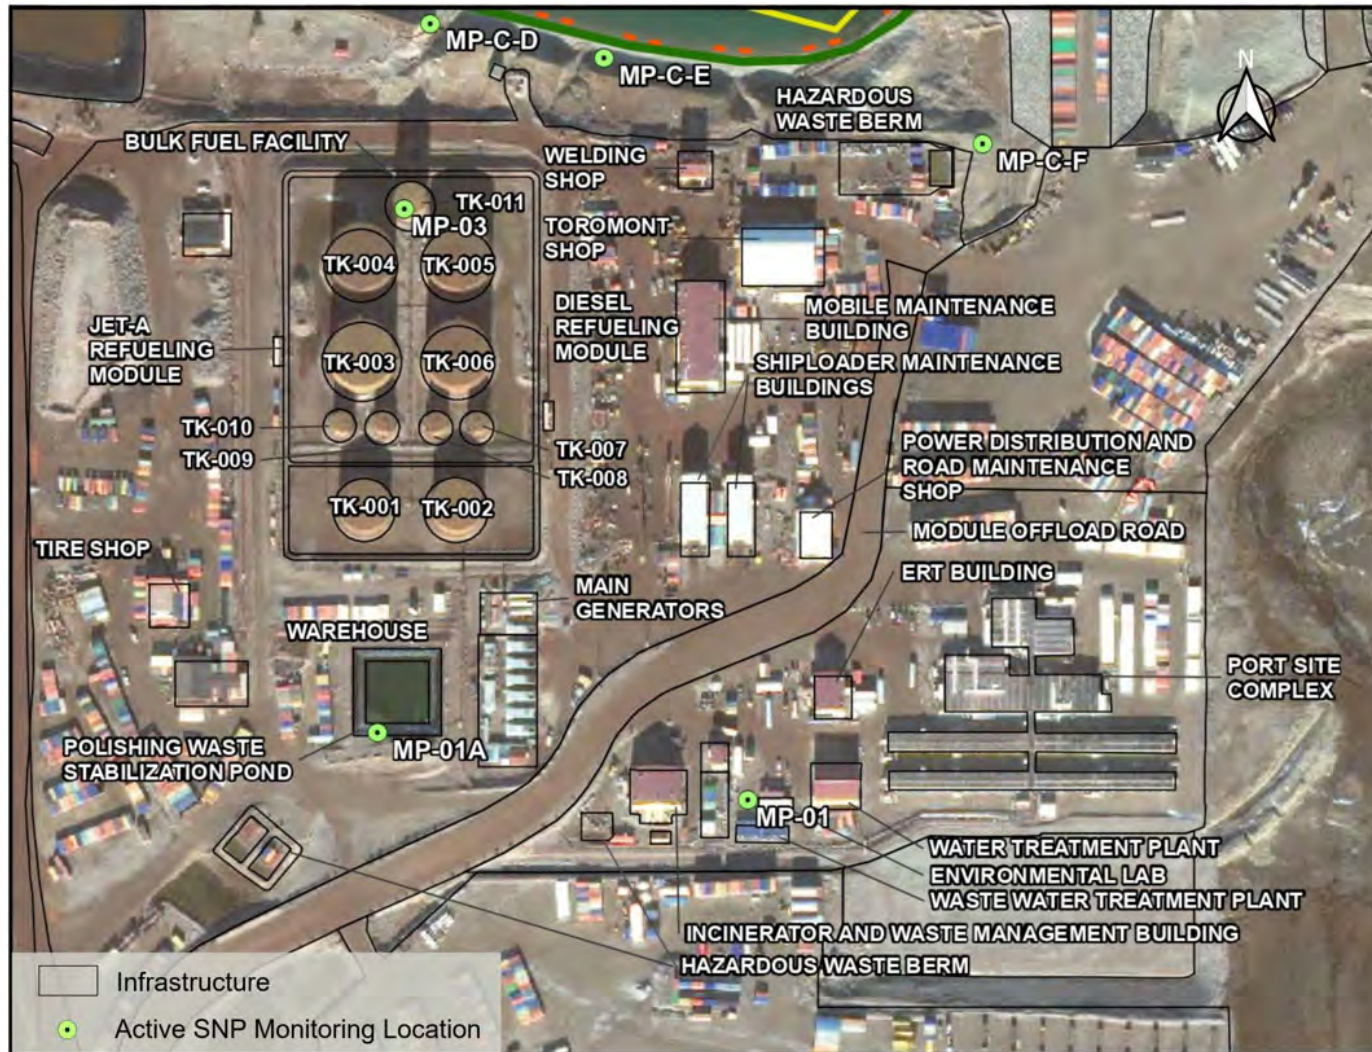 MP-C-D
MP-C-E
N
HAZARDOUS
WASTE BERM
MP-C-F
BULK FUEL FACILITY
WELDING
SHOP
TK-011
MP-03
TOROMONT
SHOP
TK-004
TK-005
JET-A
REFUELING
MODULE
DIESEL
REFUELING
MODULE
MOBILE MAINTENANCE
BUILDING
TK-003
TK-006
SHIPLOADER MAINTENANCE
BUILDINGS
TK-010
TK-009
TK-007
TK-008
POWER DISTRIBUTION AND
ROAD MAINTENANCE
SHOP
TK-001
TK-002
MODULE OFFLOAD ROAD
TIRE SHOP
ERT BUILDING
MAIN
GENERATORS
WAREHOUSE
PORT SITE
COMPLEX
MP-01A
POLISHING WASTE
STABILIZATION POND
MP-01
WATER TREATMENT PLANT
ENVIRONMENTAL LAB
WASTE WATER TREATMENT PLANT
INCINERATOR AND WASTE MANAGEMENT BUILDING
HAZARDOUS WASTE BERM
Infrastructure
Active SNP Monitoring Location